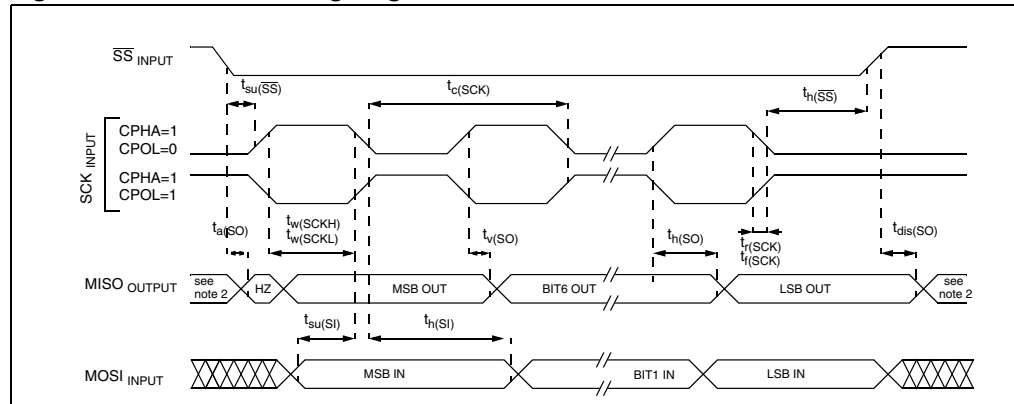 SS INPUT
tsu(SS)
tc(SCK)
th(SS)
SCK INPUT
CPHA=1
CPOL=0
CPHA=1
CPOL=1
ta(SO)
tw(SCKH)
tw(SCKL)
tv(SO)
th(SO)
tr(SCK)
tf(SCK)
tdis(SO)
MISO OUTPUT
see note 2
HZ
MSB OUT
BIT6 OUT
LSB OUT
see note 2
tsu(SI)
th(SI)
MOSI INPUT
MSB IN
BIT1 IN
LSB IN